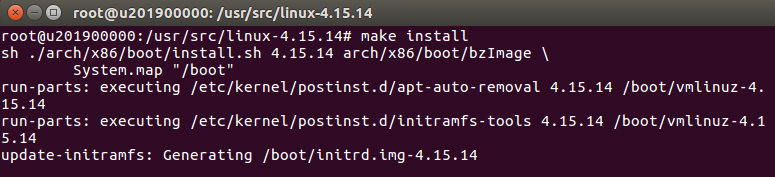 root@u201900000: /usr/src/linux-4.15.14
root@u201900000:/usr/src/linux-4.15.14# make install
sh ./arch/x86/boot/install.sh 4.15.14 arch/x86/boot/bzImage \
        System.map "/boot"
run-parts: executing /etc/kernel/postinst.d/apt-auto-removal 4.15.14 /boot/vmlinuz-4.
15.14
run-parts: executing /etc/kernel/postinst.d/initramfs-tools 4.15.14 /boot/vmlinuz-4.1
5.14
update-initramfs: Generating /boot/initrd.img-4.15.14